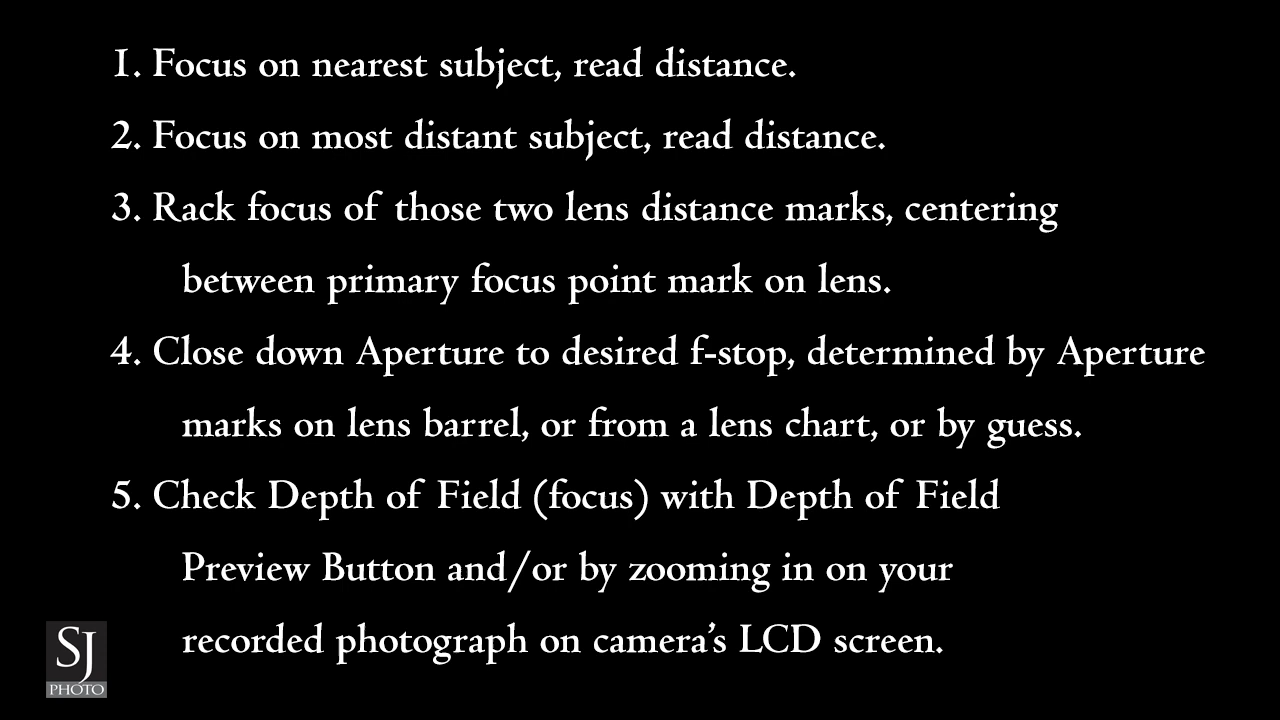 1. Focus on nearest subject, read distance.
2. Focus on most distant subject, read distance.
3. Rack focus of those two lens distance marks, centering
between primary focus point mark on lens.
4. Close down Aperture to desired f-stop, determined by Aperture
marks on lens barrel, or from a lens chart, or by guess.
5. Check Depth of Field (focus) with Depth of Field
Preview Button and/or by zooming in on your
recorded photograph on camera’s LCD screen.
SJ
PHOTO